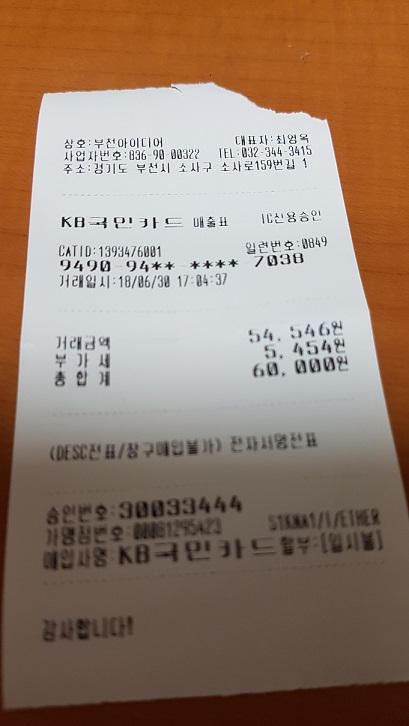 상호:부천아이디어 대표자:최영옥
사업자번호:836-90-00322 TEL:032-344-3415
주소:경기도 부천시 소사구 소사로159번길 1
KB국민카드 매출표 IC신용승인
CATID:1393476001 일련번호:0849
9490-94**-****-7038
거래일시:18/06/30 17:04:37
거래금액 54,546원
부가세 5,454원
총합계 60,000원
(DESC전표/창구매입불가) 전자서명전표
승인번호:30033444
가맹점번호:00081295423 S1KNA1/I/ETHER
매입사명:KB국민카드 할부:[일시불]
감사합니다!